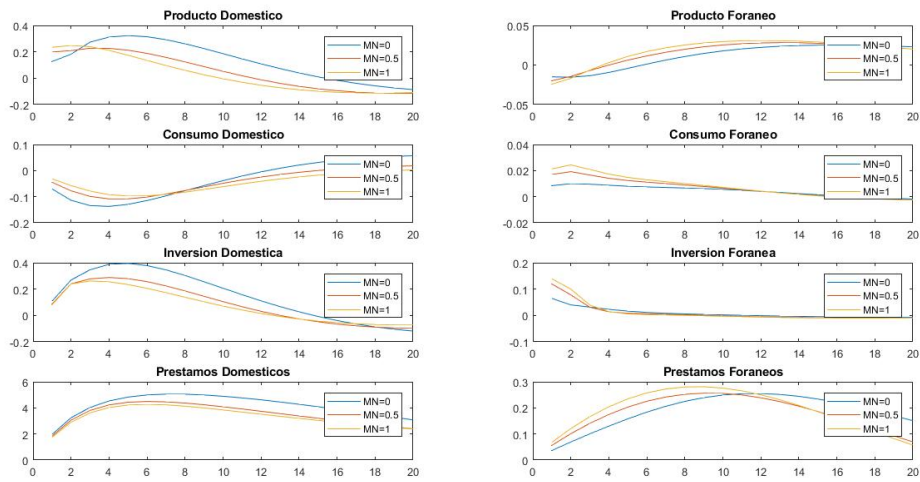 Producto Domestico
0.4
0.2
0
-0.2
0 2 4 6 8 10 12 14 16 18 20
MN=0
MN=0.5
MN=1
Producto Foraneo
0.05
0
-0.05
0 2 4 6 8 10 12 14 16 18 20
MN=0
MN=0.5
MN=1
Consumo Domestico
0.1
0
-0.1
-0.2
0 2 4 6 8 10 12 14 16 18 20
MN=0
MN=0.5
MN=1
Consumo Foraneo
0.04
0.02
0
-0.02
0 2 4 6 8 10 12 14 16 18 20
MN=0
MN=0.5
MN=1
Inversion Domestica
0.4
0.2
0
-0.2
0 2 4 6 8 10 12 14 16 18 20
MN=0
MN=0.5
MN=1
Inversion Foranea
0.2
0.1
0
-0.1
0 2 4 6 8 10 12 14 16 18 20
MN=0
MN=0.5
MN=1
Prestamos Domesticos
6
4
2
0
0 2 4 6 8 10 12 14 16 18 20
MN=0
MN=0.5
MN=1
Prestamos Foraneos
0.3
0.2
0.1
0
0 2 4 6 8 10 12 14 16 18 20
MN=0
MN=0.5
MN=1